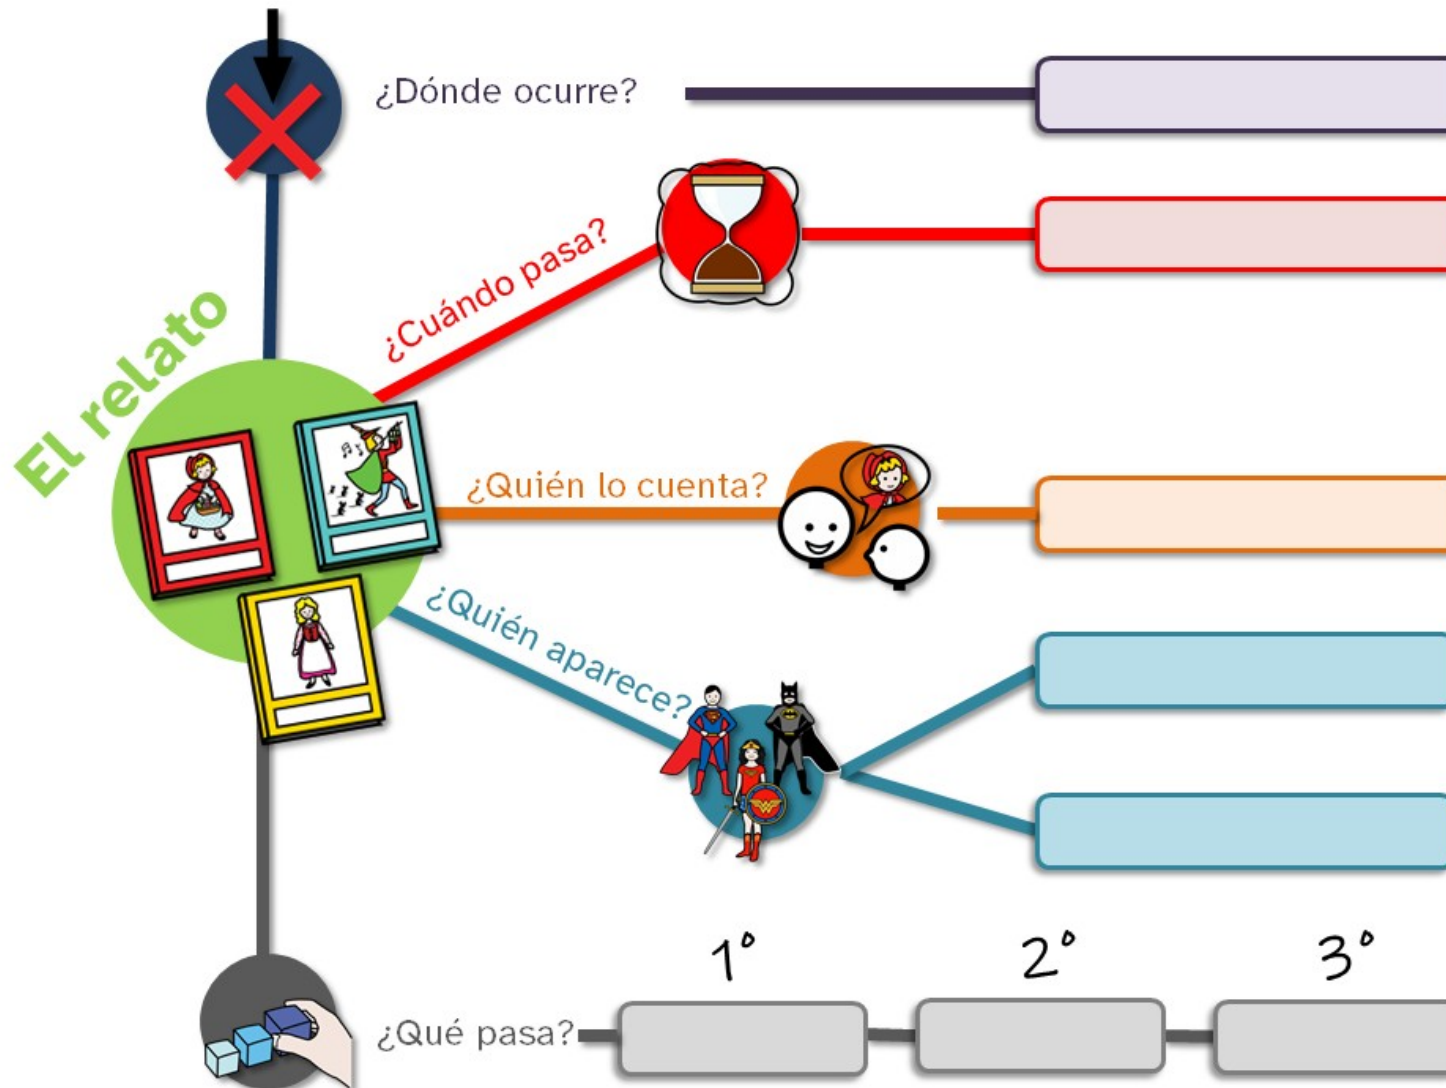 ¿Dónde ocurre?
¿Cuándo pasa?
El relato
¿Quién lo cuenta?
¿Quién aparece?
1°
2°
3°
¿Qué pasa?